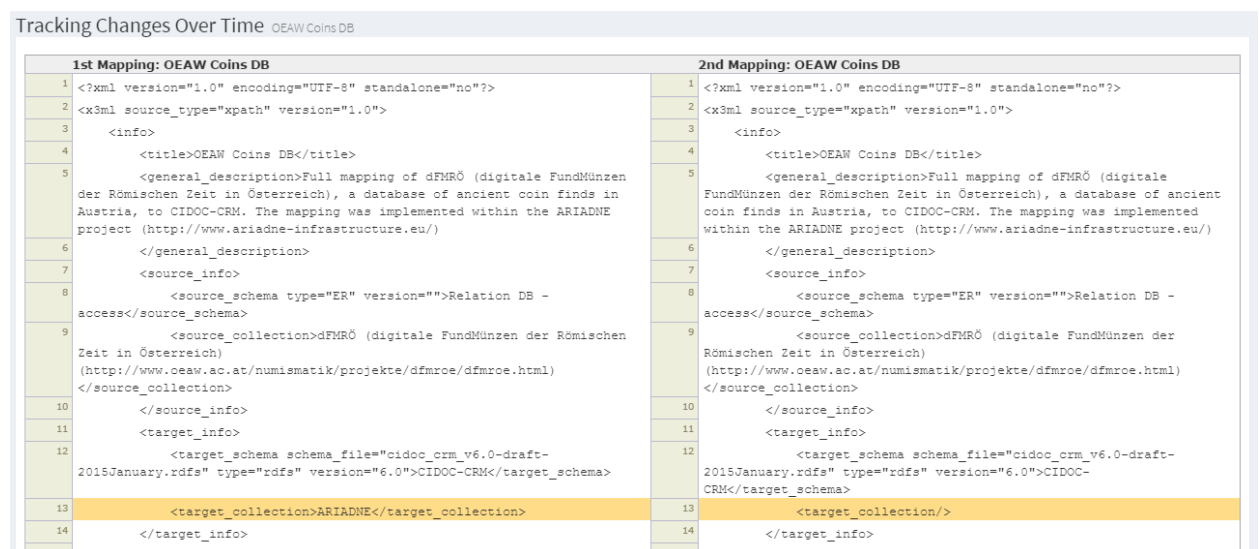 Tracking Changes Over Time OEAW Coins DB
1st Mapping: OEAW Coins DB
1 <?xml version="1.0" encoding="UTF-8" standalone="no"?>
2 <x3ml source_type="xpath" version="1.0">
3 <info>
4 <title>OEAW Coins DB</title>
5 <general_description>Full mapping of dFMRÖ (digitale FundMünzen
der Römischen Zeit in Österreich), a database of ancient coin finds in
Austria, to CIDOC-CRM. The mapping was implemented within the ARIADNE
project (http://www.ariadne-infrastructure.eu/)
6 </general_description>
7 <source_info>
8 <source_schema type="ER" version="">Relation DB -
access</source_schema>
9 <source_collection>dFMRÖ (digitale FundMünzen der Römischen
Zeit in Österreich)
(http://www.oeaw.ac.at/numismatik/projekte/dfmroe/dfmroe.html)
</source_collection>
10 </source_info>
11 <target_info>
12 <target_schema schema_file="cidoc_crm_v6.0-draft-
2015January.rdfs" type="rdfs" version="6.0">CIDOC-CRM</target_schema>
13 <target_collection>ARIADNE</target_collection>
14 </target_info>
2nd Mapping: OEAW Coins DB
1 <?xml version="1.0" encoding="UTF-8" standalone="no"?>
2 <x3ml source_type="xpath" version="1.0">
3 <info>
4 <title>OEAW Coins DB</title>
5 <general_description>Full mapping of dFMRÖ (digitale
FundMünzen der Römischen Zeit in Österreich), a database of ancient
coin finds in Austria, to CIDOC-CRM. The mapping was implemented
within the ARIADNE project (http://www.ariadne-infrastructure.eu/)
6 </general_description>
7 <source_info>
8 <source_schema type="ER" version="">Relation DB -
access</source_schema>
9 <source_collection>dFMRÖ (digitale FundMünzen der
Römischen Zeit in Österreich)
(http://www.oeaw.ac.at/numismatik/projekte/dfmroe/dfmroe.html)
</source_collection>
10 </source_info>
11 <target_info>
12 <target_schema schema_file="cidoc_crm_v6.0-draft-
2015January.rdfs" type="rdfs" version="6.0">CIDOC-
CRM</target_schema>
13 <target_collection/>
14 </target_info>